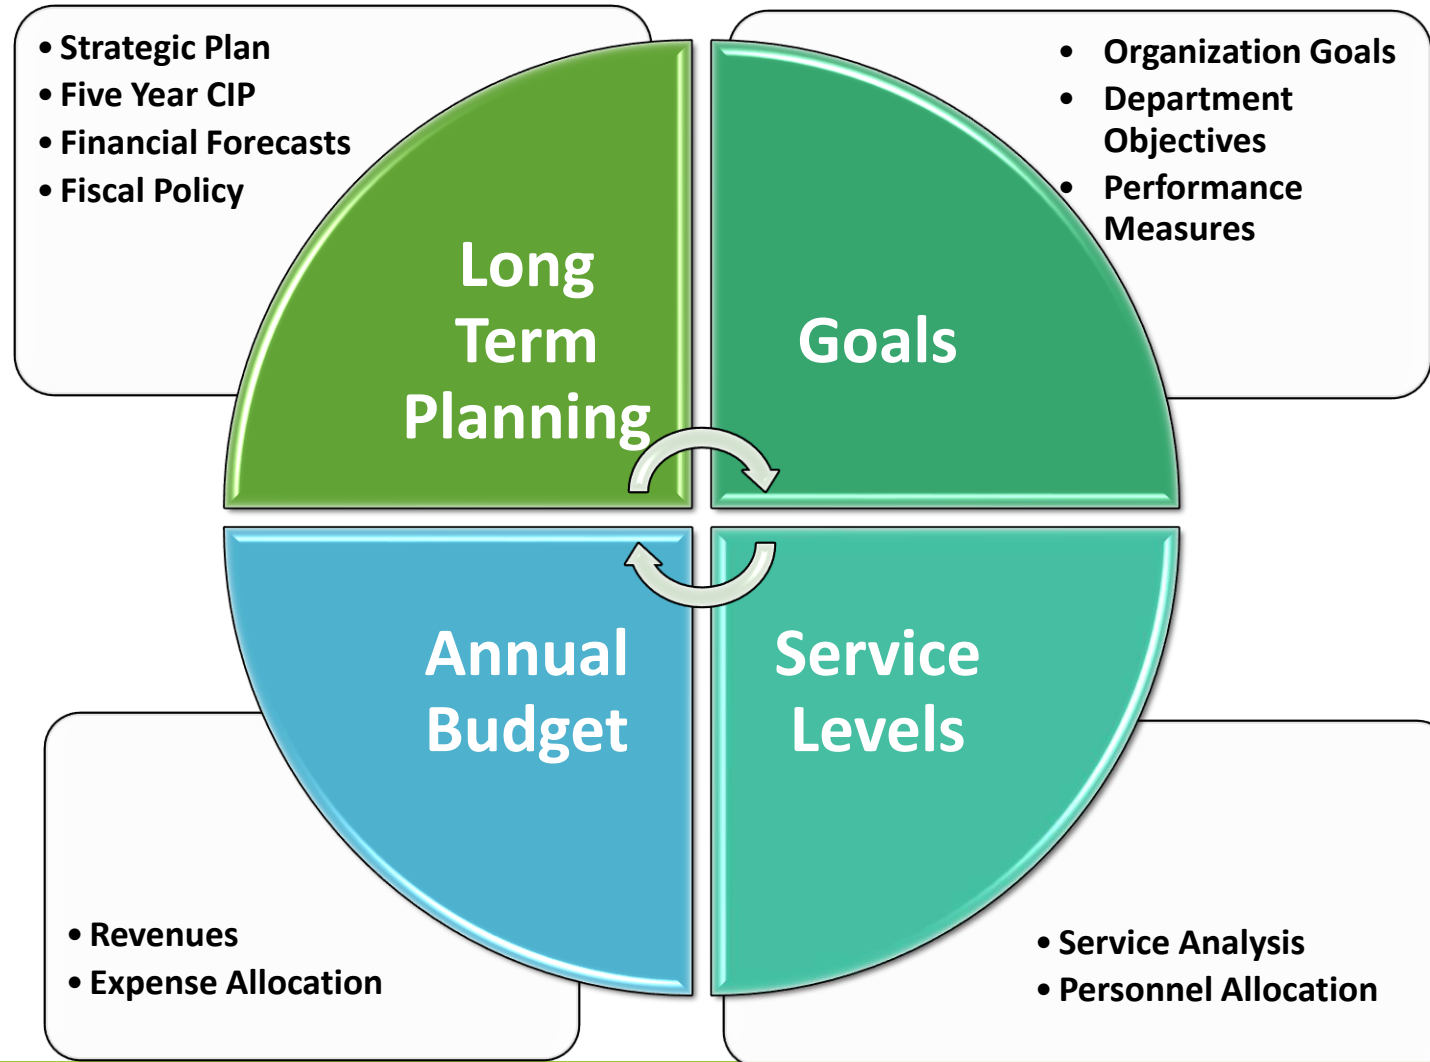 • Strategic Plan
• Five Year CIP
• Financial Forecasts
• Fiscal Policy
• Organization Goals
• Department
Objectives
• Performance
Measures
Long
Term
Planning
Goals
Annual
Budget
Service
Levels
• Revenues
• Expense Allocation
• Service Analysis
• Personnel Allocation